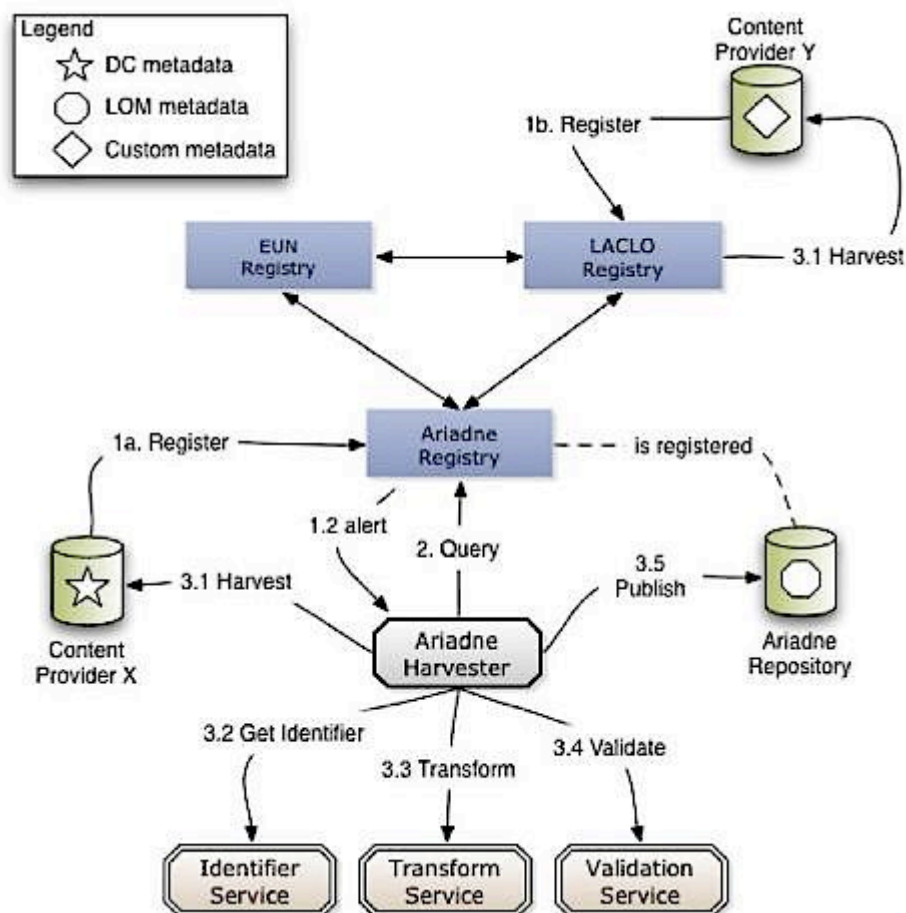 Legend
DC metadata
LOM metadata
Custom metadata
Content
Provider Y
1b. Register
EUN
Registry
LACLO
Registry
3.1 Harvest
1a. Register
Ariadne
Registry
is registered
1.2 alert
2. Query
3.5
Publish
3.1 Harvest
Content
Provider X
Ariadne
Harvester
Ariadne
Repository
3.2 Get Identifier
3.3 Transform
3.4 Validate
Identifier
Service
Transform
Service
Validation
Service